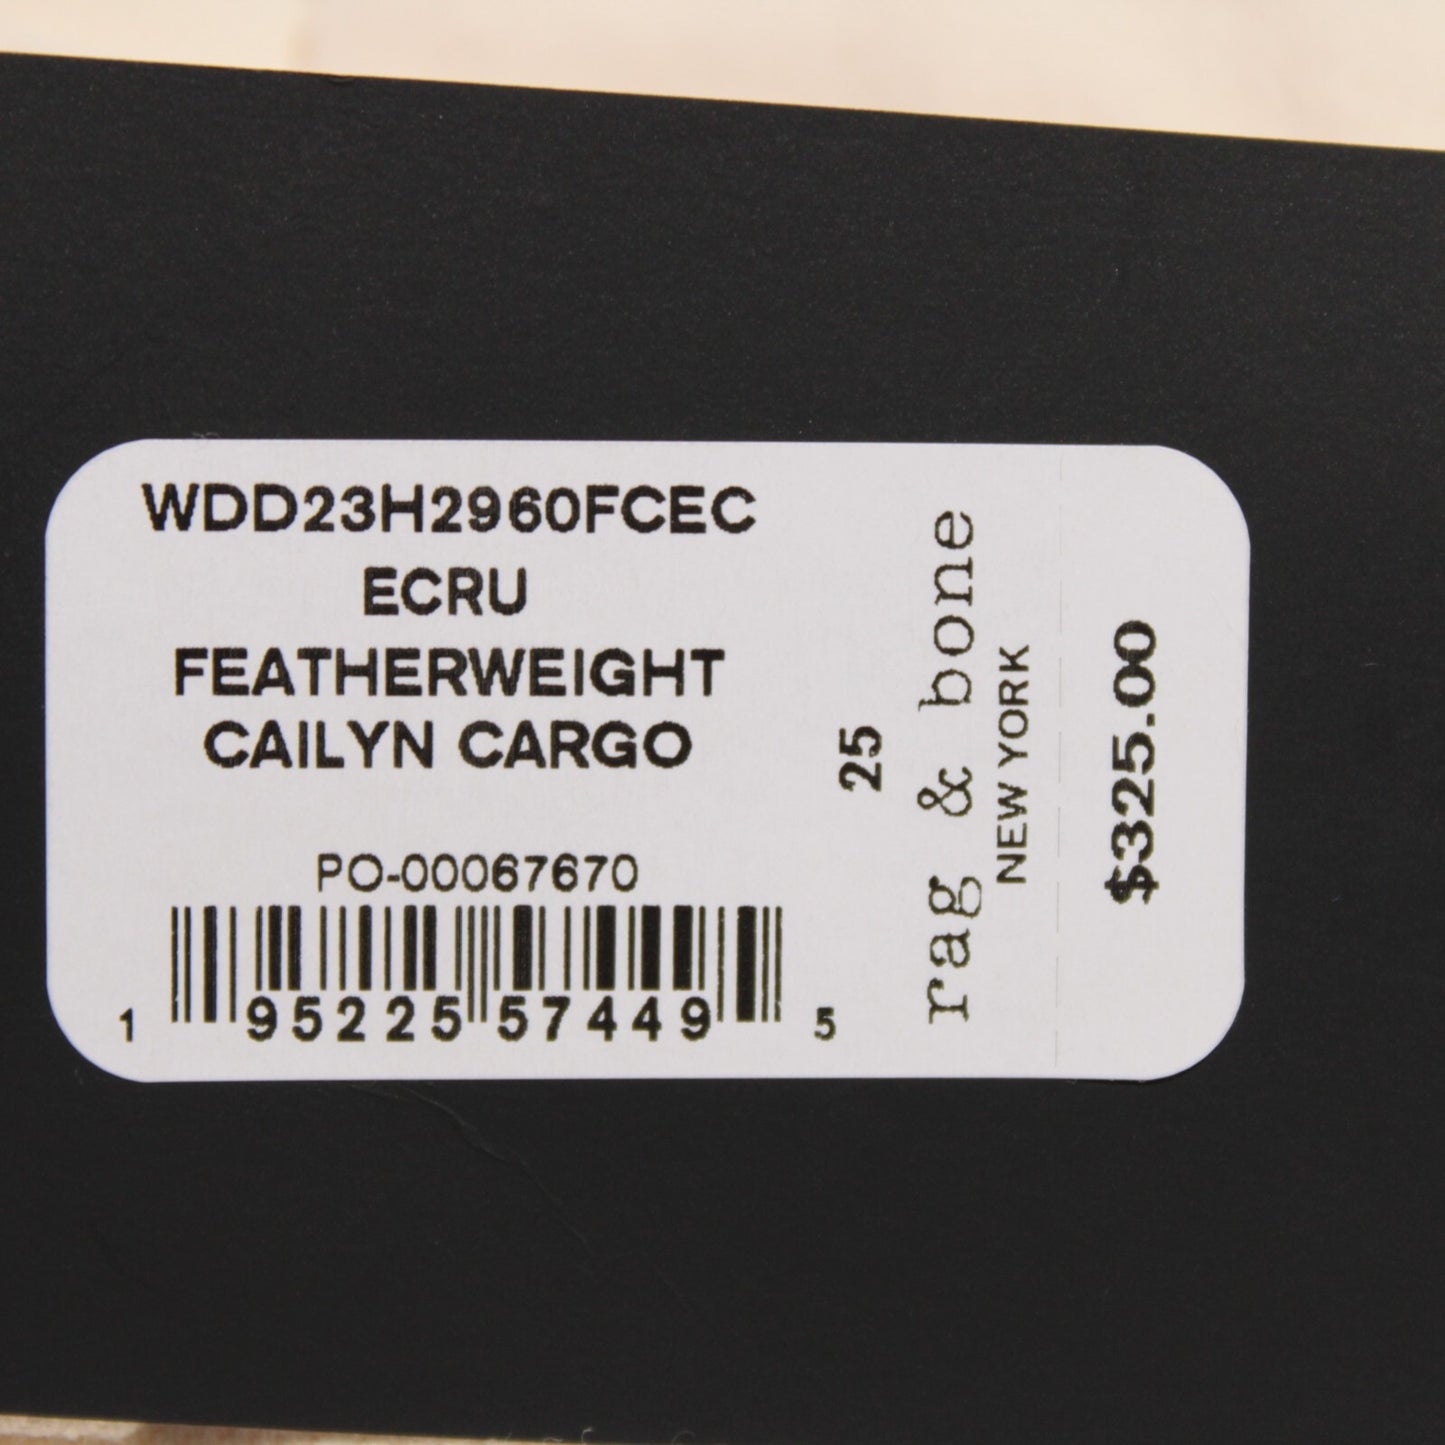 WDD23H2960FCEC
ECRU
FEATHERWEIGHT
CAILYN CARGO
PO-00067670
1 95225 57449 5
25
rag & bone
NEW YORK
$325.00